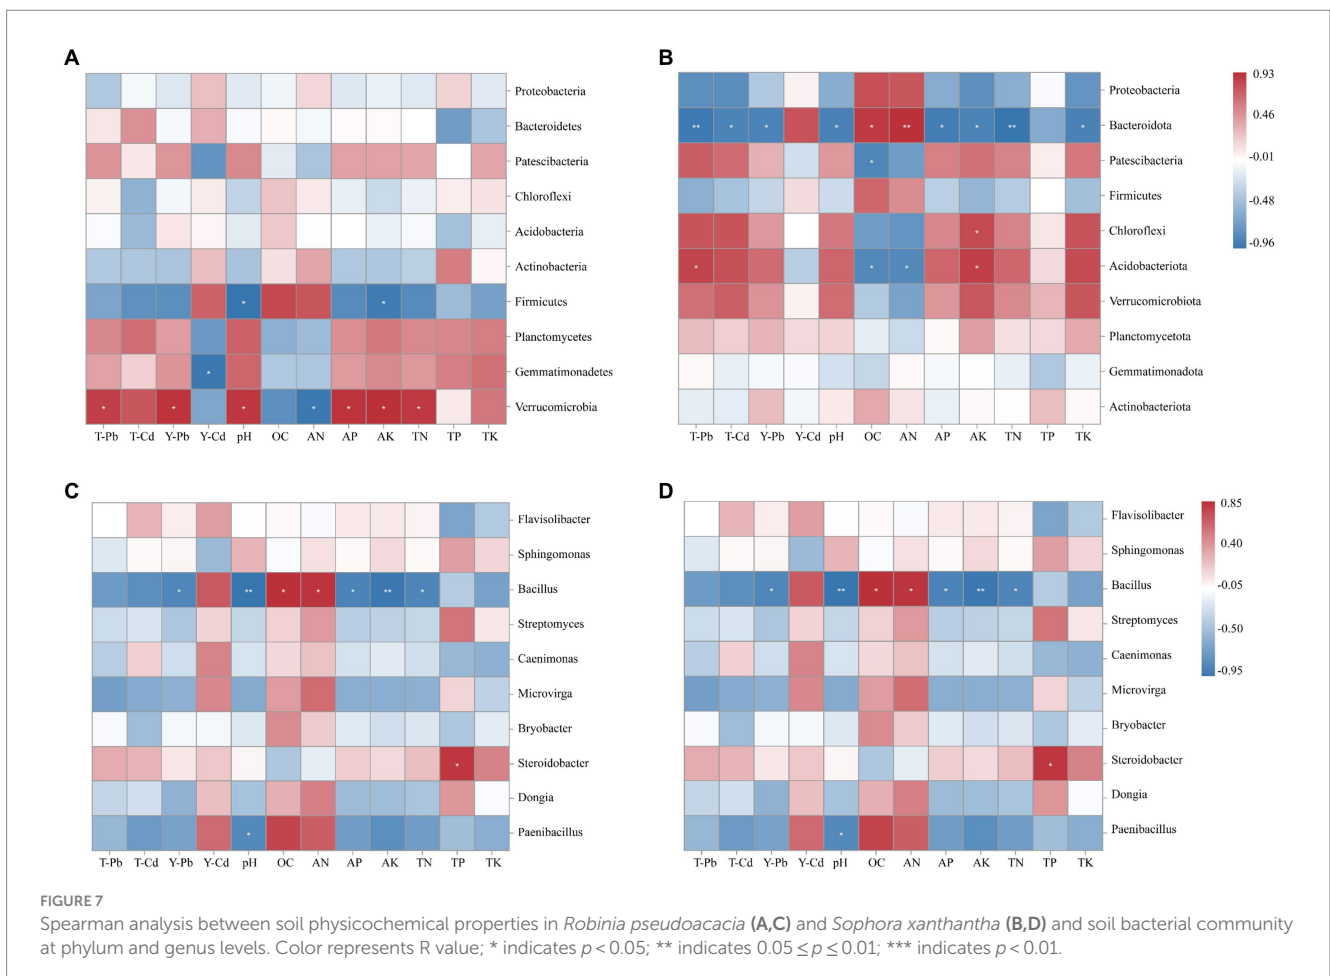 A
Proteobacteria
Bacteroidetes
Patescibacteria
Chloroflexi
Acidobacteria
Actinobacteria
Firmicutes
* *
Planctomycetes
Gemmatimonadetes
*
Verrucomicrobia
* * * * * * *
T-Pb T-Cd Y-Pb Y-Cd pH OC AN AP AK TN TP TK
B
Proteobacteria
Bacteroidota
** * * * * ** * * ** *
Patescibacteria
*
Firmicutes
Chloroflexi
*
Acidobacteriota
* * * *
Verrucomicrobiota
Planctomycetota
Gemmatimonadota
Actinobacteriota
T-Pb T-Cd Y-Pb Y-Cd pH OC AN AP AK TN TP TK
0.93
0.46
-0.01
-0.48
-0.96
C
Flavisolibacter
Sphingomonas
Bacillus
* ** * * * ** *
Streptomyces
Caenimonas
Microvirga
Bryobacter
Steroidobacter
*
Dongia
Paenibacillus
*
T-Pb T-Cd Y-Pb Y-Cd pH OC AN AP AK TN TP TK
D
Flavisolibacter
Sphingomonas
Bacillus
* ** * * * ** *
Streptomyces
Caenimonas
Microvirga
Bryobacter
Steroidobacter
*
Dongia
Paenibacillus
*
T-Pb T-Cd Y-Pb Y-Cd pH OC AN AP AK TN TP TK
0.85
0.40
-0.05
-0.50
-0.95
FIGURE 7
Spearman analysis between soil physicochemical properties in Robinia pseudoacacia (A,C) and Sophora xanthantha (B,D) and soil bacterial community
at phylum and genus levels. Color represents R value; * indicates p < 0.05; ** indicates 0.05 ≤ p ≤ 0.01; *** indicates p < 0.01.